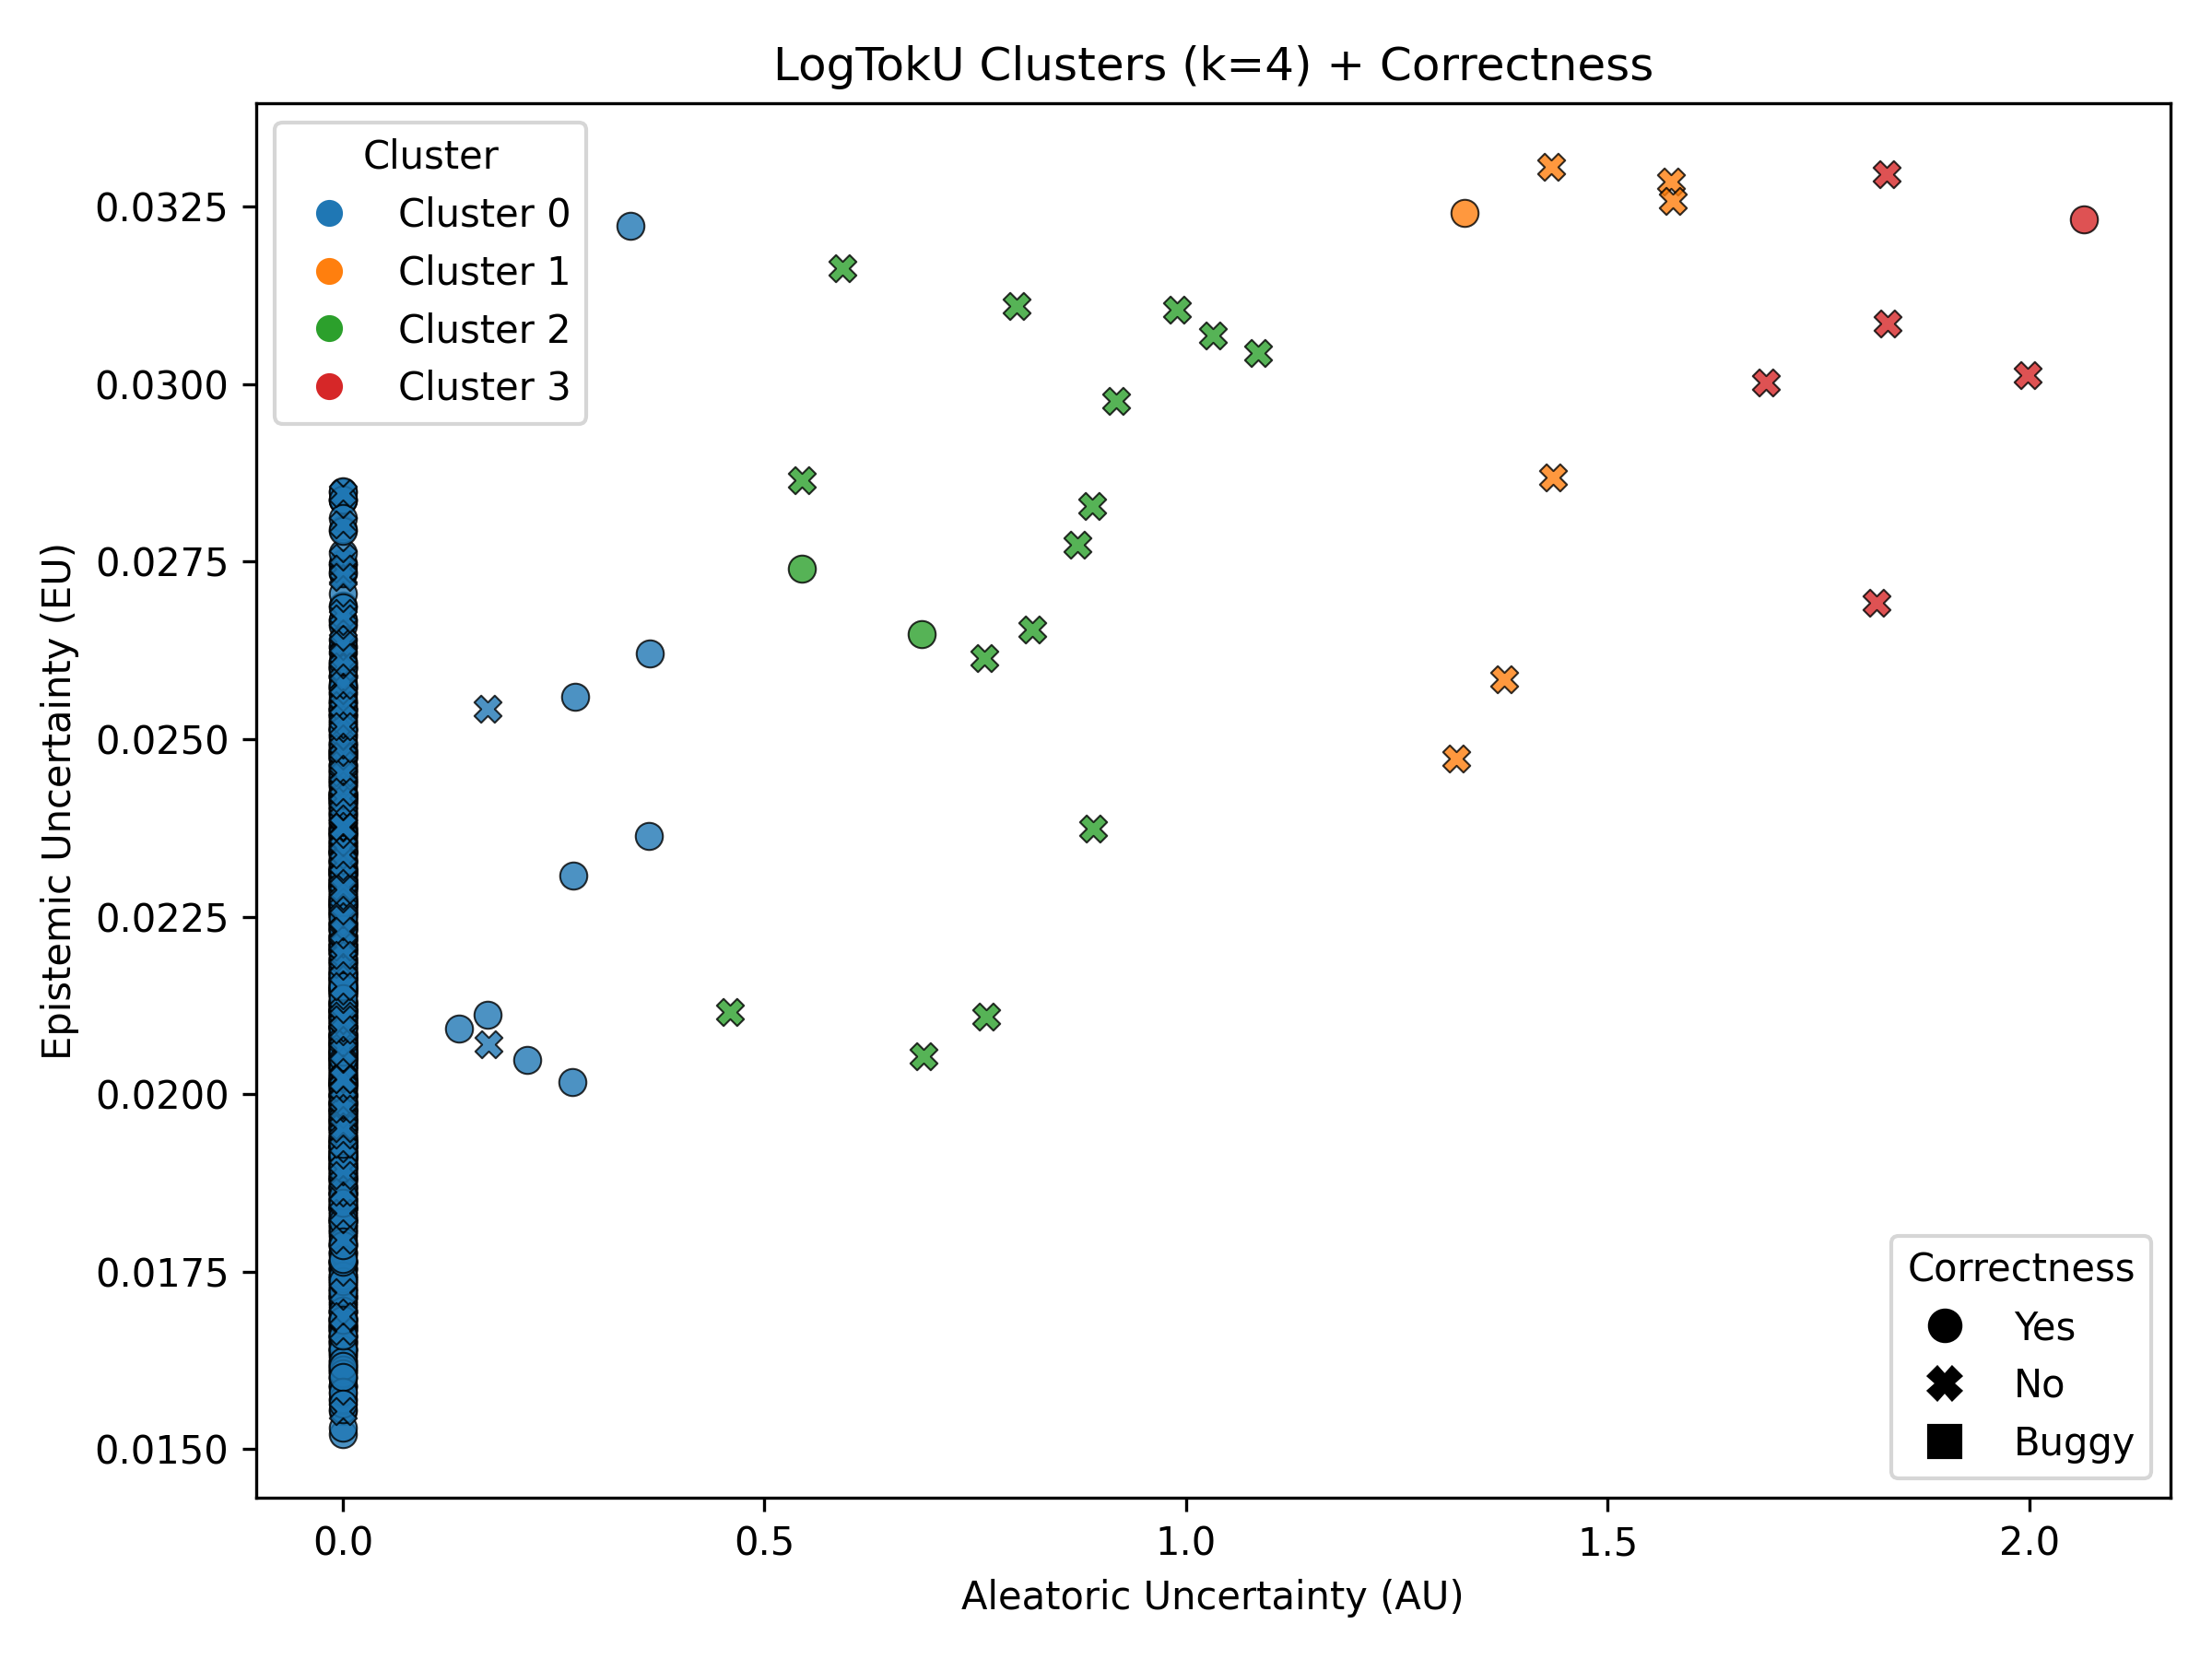 LogTokU Clusters (k=4) + Correctness
Cluster
Cluster 0
Cluster 1
Cluster 2
Cluster 3
0.0325
0.0300
0.0275
0.0250
0.0225
0.0200
0.0175
0.0150
Epistemic Uncertainty (EU)
Correctness
Yes
No
Buggy
0.0 0.5 1.0 1.5 2.0
Aleatoric Uncertainty (AU)